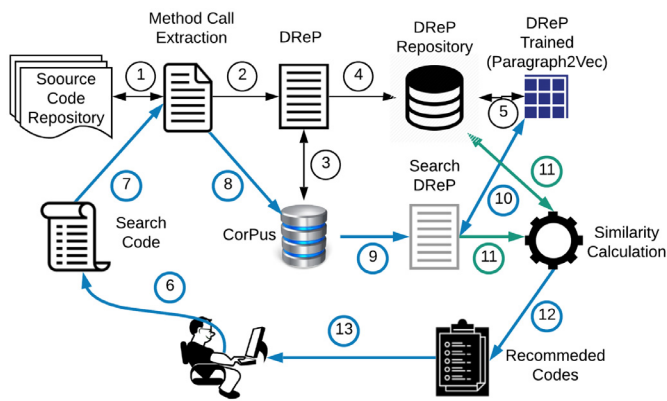 Method Call
Extraction
DReP
DReP
Repository
DReP
Trained
(Paragraph2Vec)
Soource
Code
Repository
1
2
4
5
3
7
8
Search
DReP
10
11
Search
Code
CorPus
9
11
Similarity
Calculation
6
13
12
Recommeded
Codes